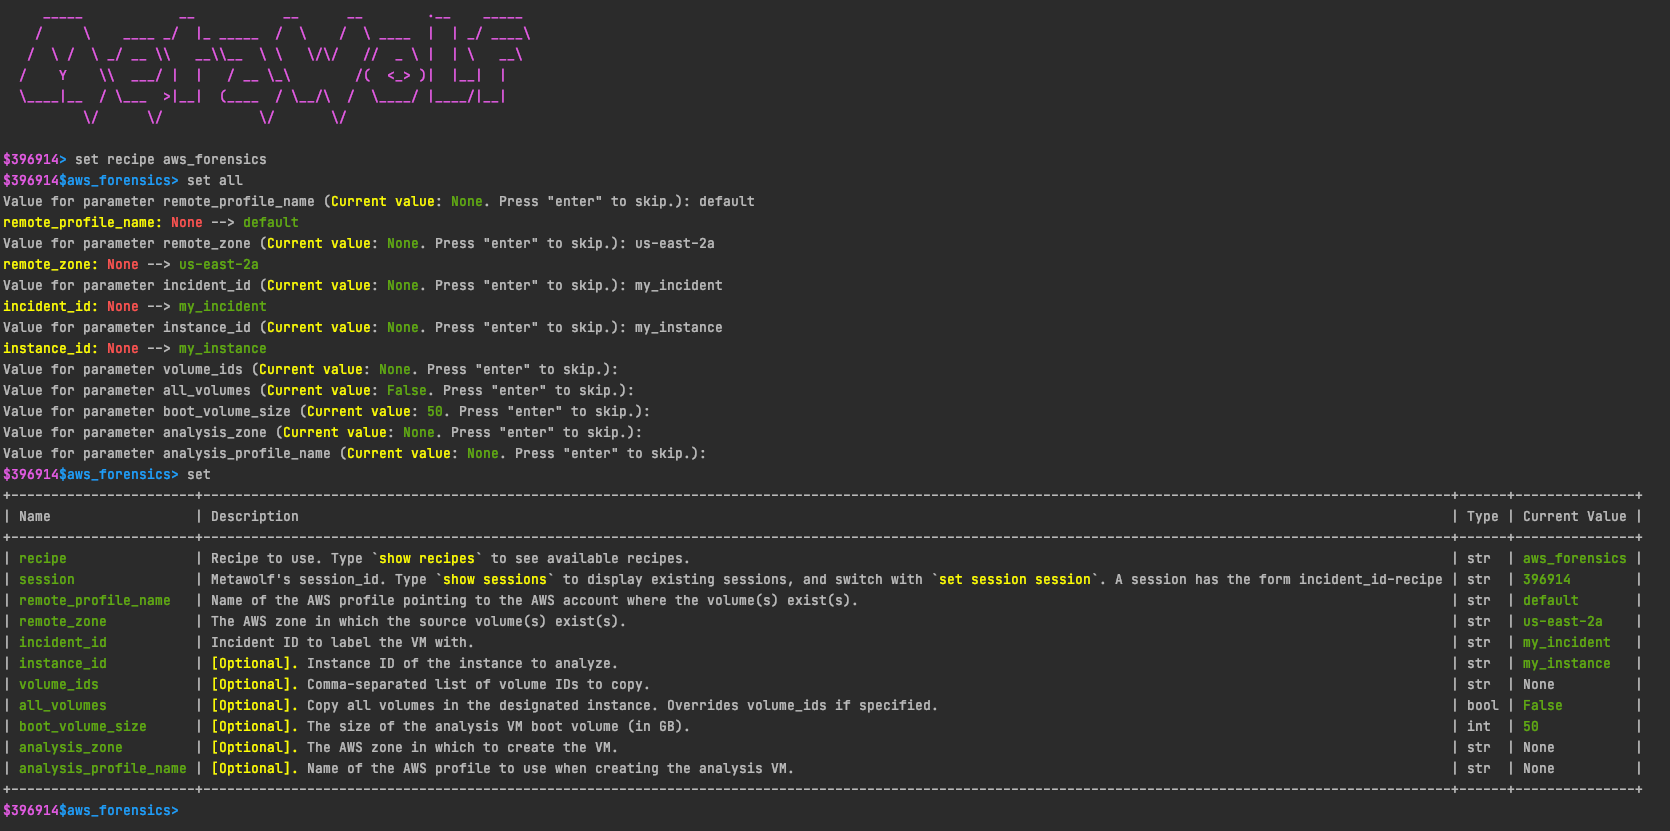 MetaWolf
$396914> set recipe aws_forensics
$396914$aws_forensics> set all
Value for parameter remote_profile_name (Current value: None. Press "enter" to skip.): default
remote_profile_name: None --> default
Value for parameter remote_zone (Current value: None. Press "enter" to skip.): us-east-2a
remote_zone: None --> us-east-2a
Value for parameter incident_id (Current value: None. Press "enter" to skip.): my_incident
incident_id: None --> my_incident
Value for parameter instance_id (Current value: None. Press "enter" to skip.): my_instance
instance_id: None --> my_instance
Value for parameter volume_ids (Current value: None. Press "enter" to skip.):
Value for parameter all_volumes (Current value: False. Press "enter" to skip.):
Value for parameter boot_volume_size (Current value: 50. Press "enter" to skip.):
Value for parameter analysis_zone (Current value: None. Press "enter" to skip.):
Value for parameter analysis_profile_name (Current value: None. Press "enter" to skip.):
$396914$aws_forensics> set
| Name | Description | Type | Current Value |
| recipe | Recipe to use. Type `show recipes` to see available recipes. | str | aws_forensics |
| session | Metawolf's session_id. Type `show sessions` to display existing sessions, and switch with `set session session`. A session has the form incident_id-recipe | str | 396914 |
| remote_profile_name | Name of the AWS profile pointing to the AWS account where the volume(s) exist(s). | str | default |
| remote_zone | The AWS zone in which the source volume(s) exist(s). | str | us-east-2a |
| incident_id | Incident ID to label the VM with. | str | my_incident |
| instance_id | [Optional]. Instance ID of the instance to analyze. | str | my_instance |
| volume_ids | [Optional]. Comma-separated list of volume IDs to copy. | str | None |
| all_volumes | [Optional]. Copy all volumes in the designated instance. Overrides volume_ids if specified. | bool | False |
| boot_volume_size | [Optional]. The size of the analysis VM boot volume (in GB). | int | 50 |
| analysis_zone | [Optional]. The AWS zone in which to create the VM. | str | None |
| analysis_profile_name | [Optional]. Name of the AWS profile to use when creating the analysis VM. | str | None |
$396914$aws_forensics>